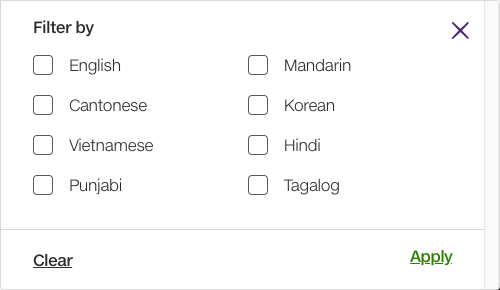 Filter by
English
Mandarin
Cantonese
Korean
Vietnamese
Hindi
Punjabi
Tagalog
Clear
Apply